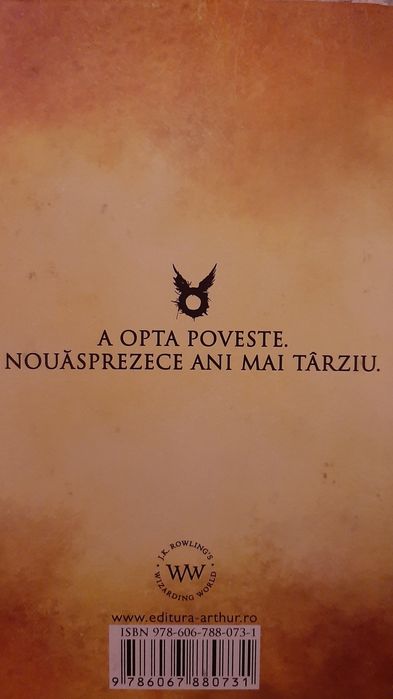 A OPTA POVESTE.
NOUĂSPREZECE ANI MAI TÂRZIU.
J.K. ROWLING'S
WW
WIZARDING WORLD
www.editura-arthur.ro
ISBN 978-606-788-073-1
9 786067 880731